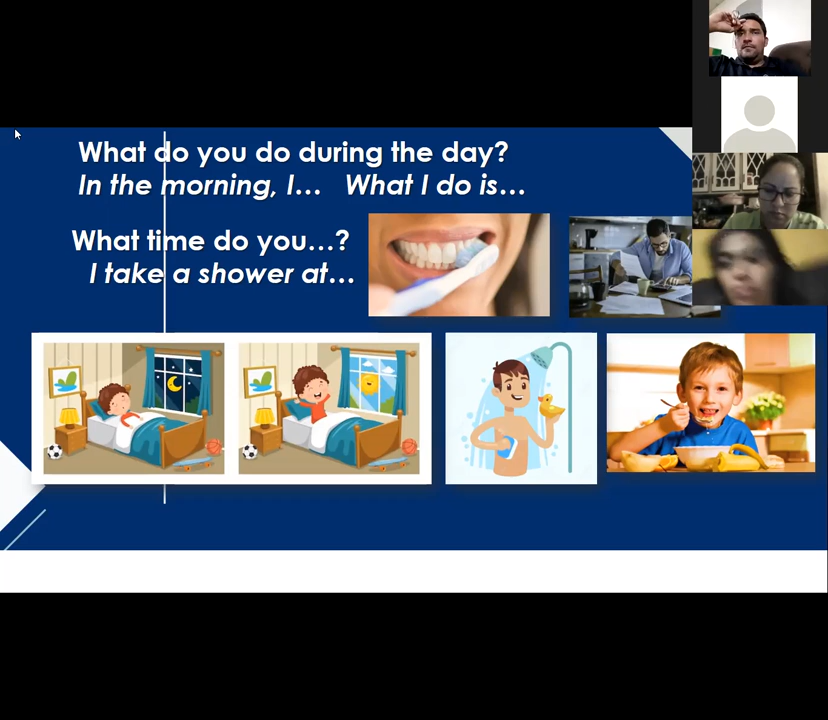 What do you do during the day?
In the morning, I... What I do is...
What time do you...?
I take a shower at...